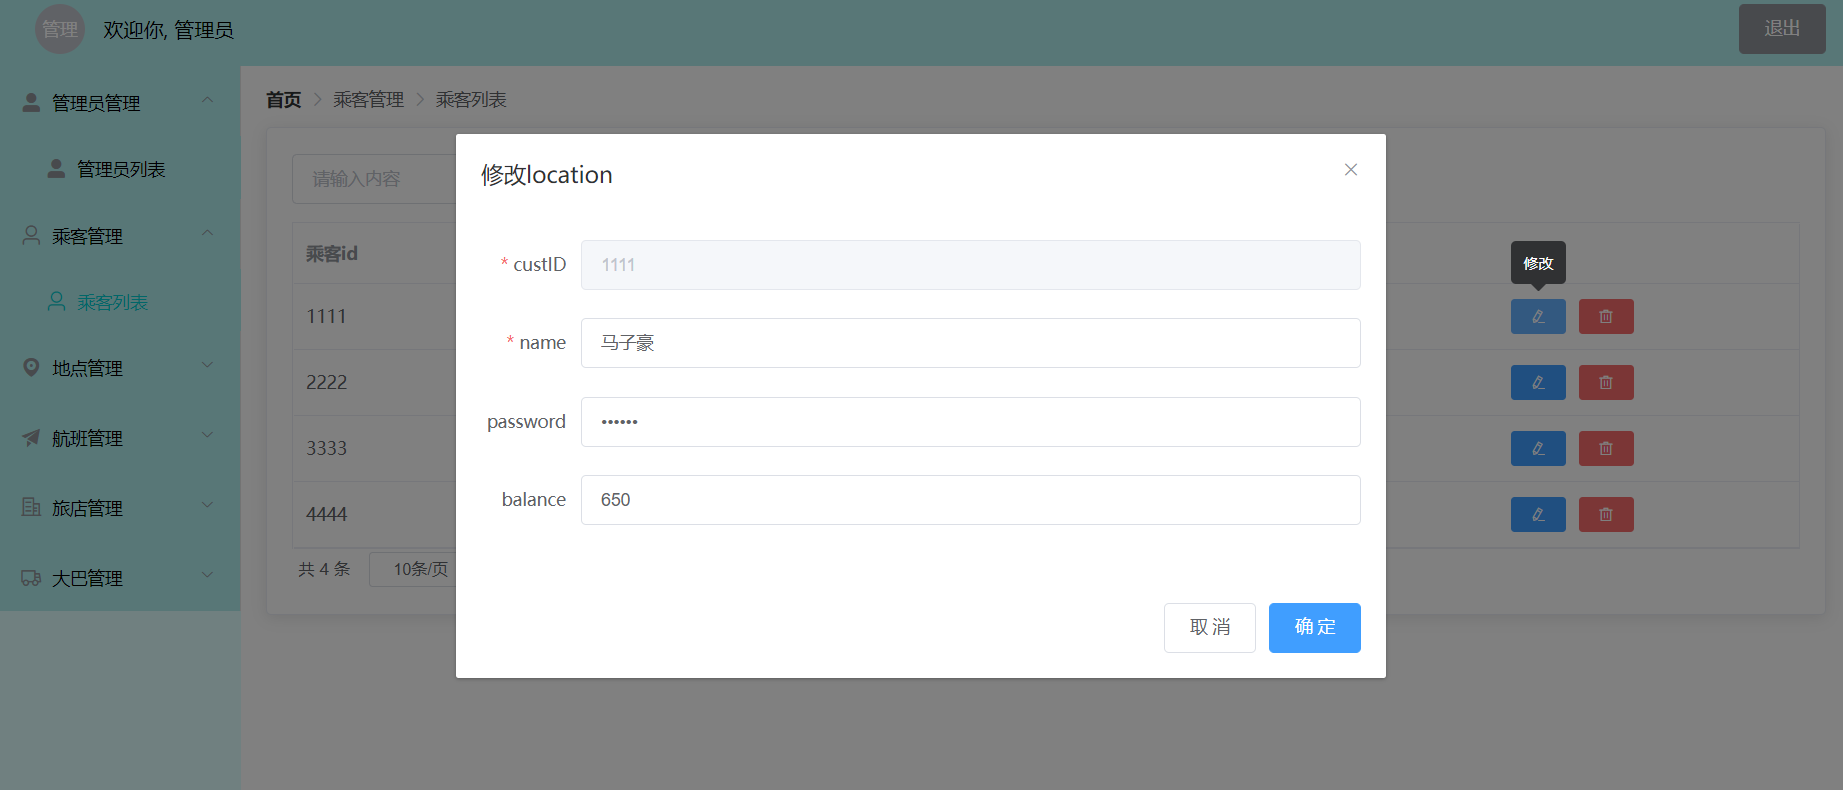 管理 欢迎你, 管理员 退出
管理员管理
管理员列表
乘客管理
乘客列表
地点管理
航班管理
旅店管理
大巴管理
首页 乘客管理 乘客列表
请输入内容
乘客id
1111
2222
3333
4444
共 4 条 10条/页
修改
修改location
* custID 1111
* name 马子豪
password ••••••
balance 650
取 消 确 定